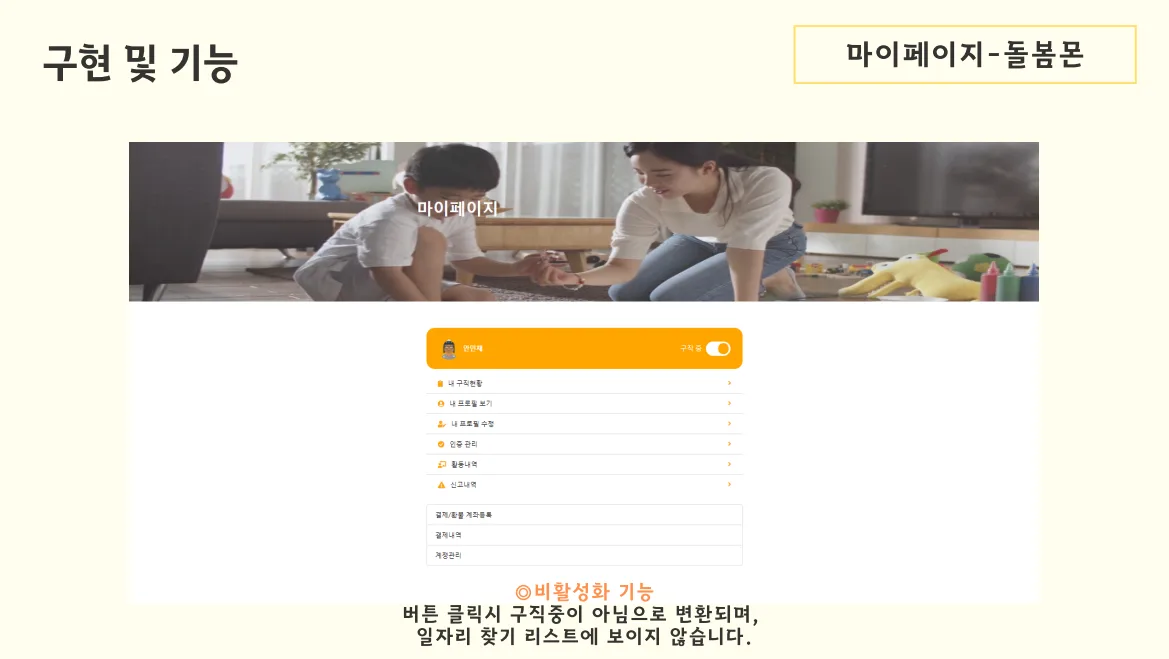 구현 및 기능
마이페이지-돌봄몬
마이페이지
구직 중
내 구직현황
내 프로필 보기
내 프로필 수정
인증 관리
활동내역
신고내역
결제/환불 계좌등록
결제내역
계정관리
◎비활성화 기능
버튼 클릭시 구직중이 아님으로 변환되며,
일자리 찾기 리스트에 보이지 않습니다.